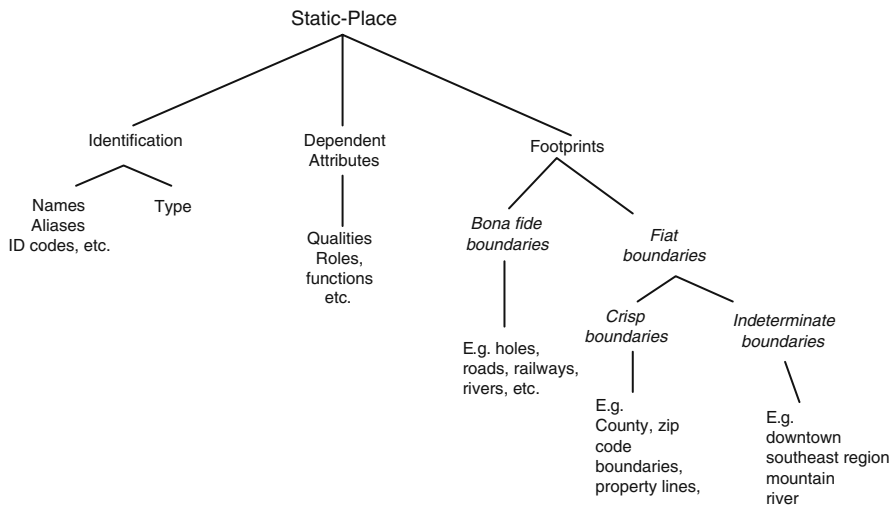 Static-Place
Identification
Dependent
Attributes
Footprints
Names
Aliases
ID codes, etc.
Type
Qualities
Roles,
functions
etc.
Bona fide
boundaries
Fiat
boundaries
E.g. holes,
roads, railways,
rivers, etc.
Crisp
boundaries
Indeterminate
boundaries
E.g.
County, zip
code
boundaries,
property lines,
E.g.
downtown
southeast region
mountain
river